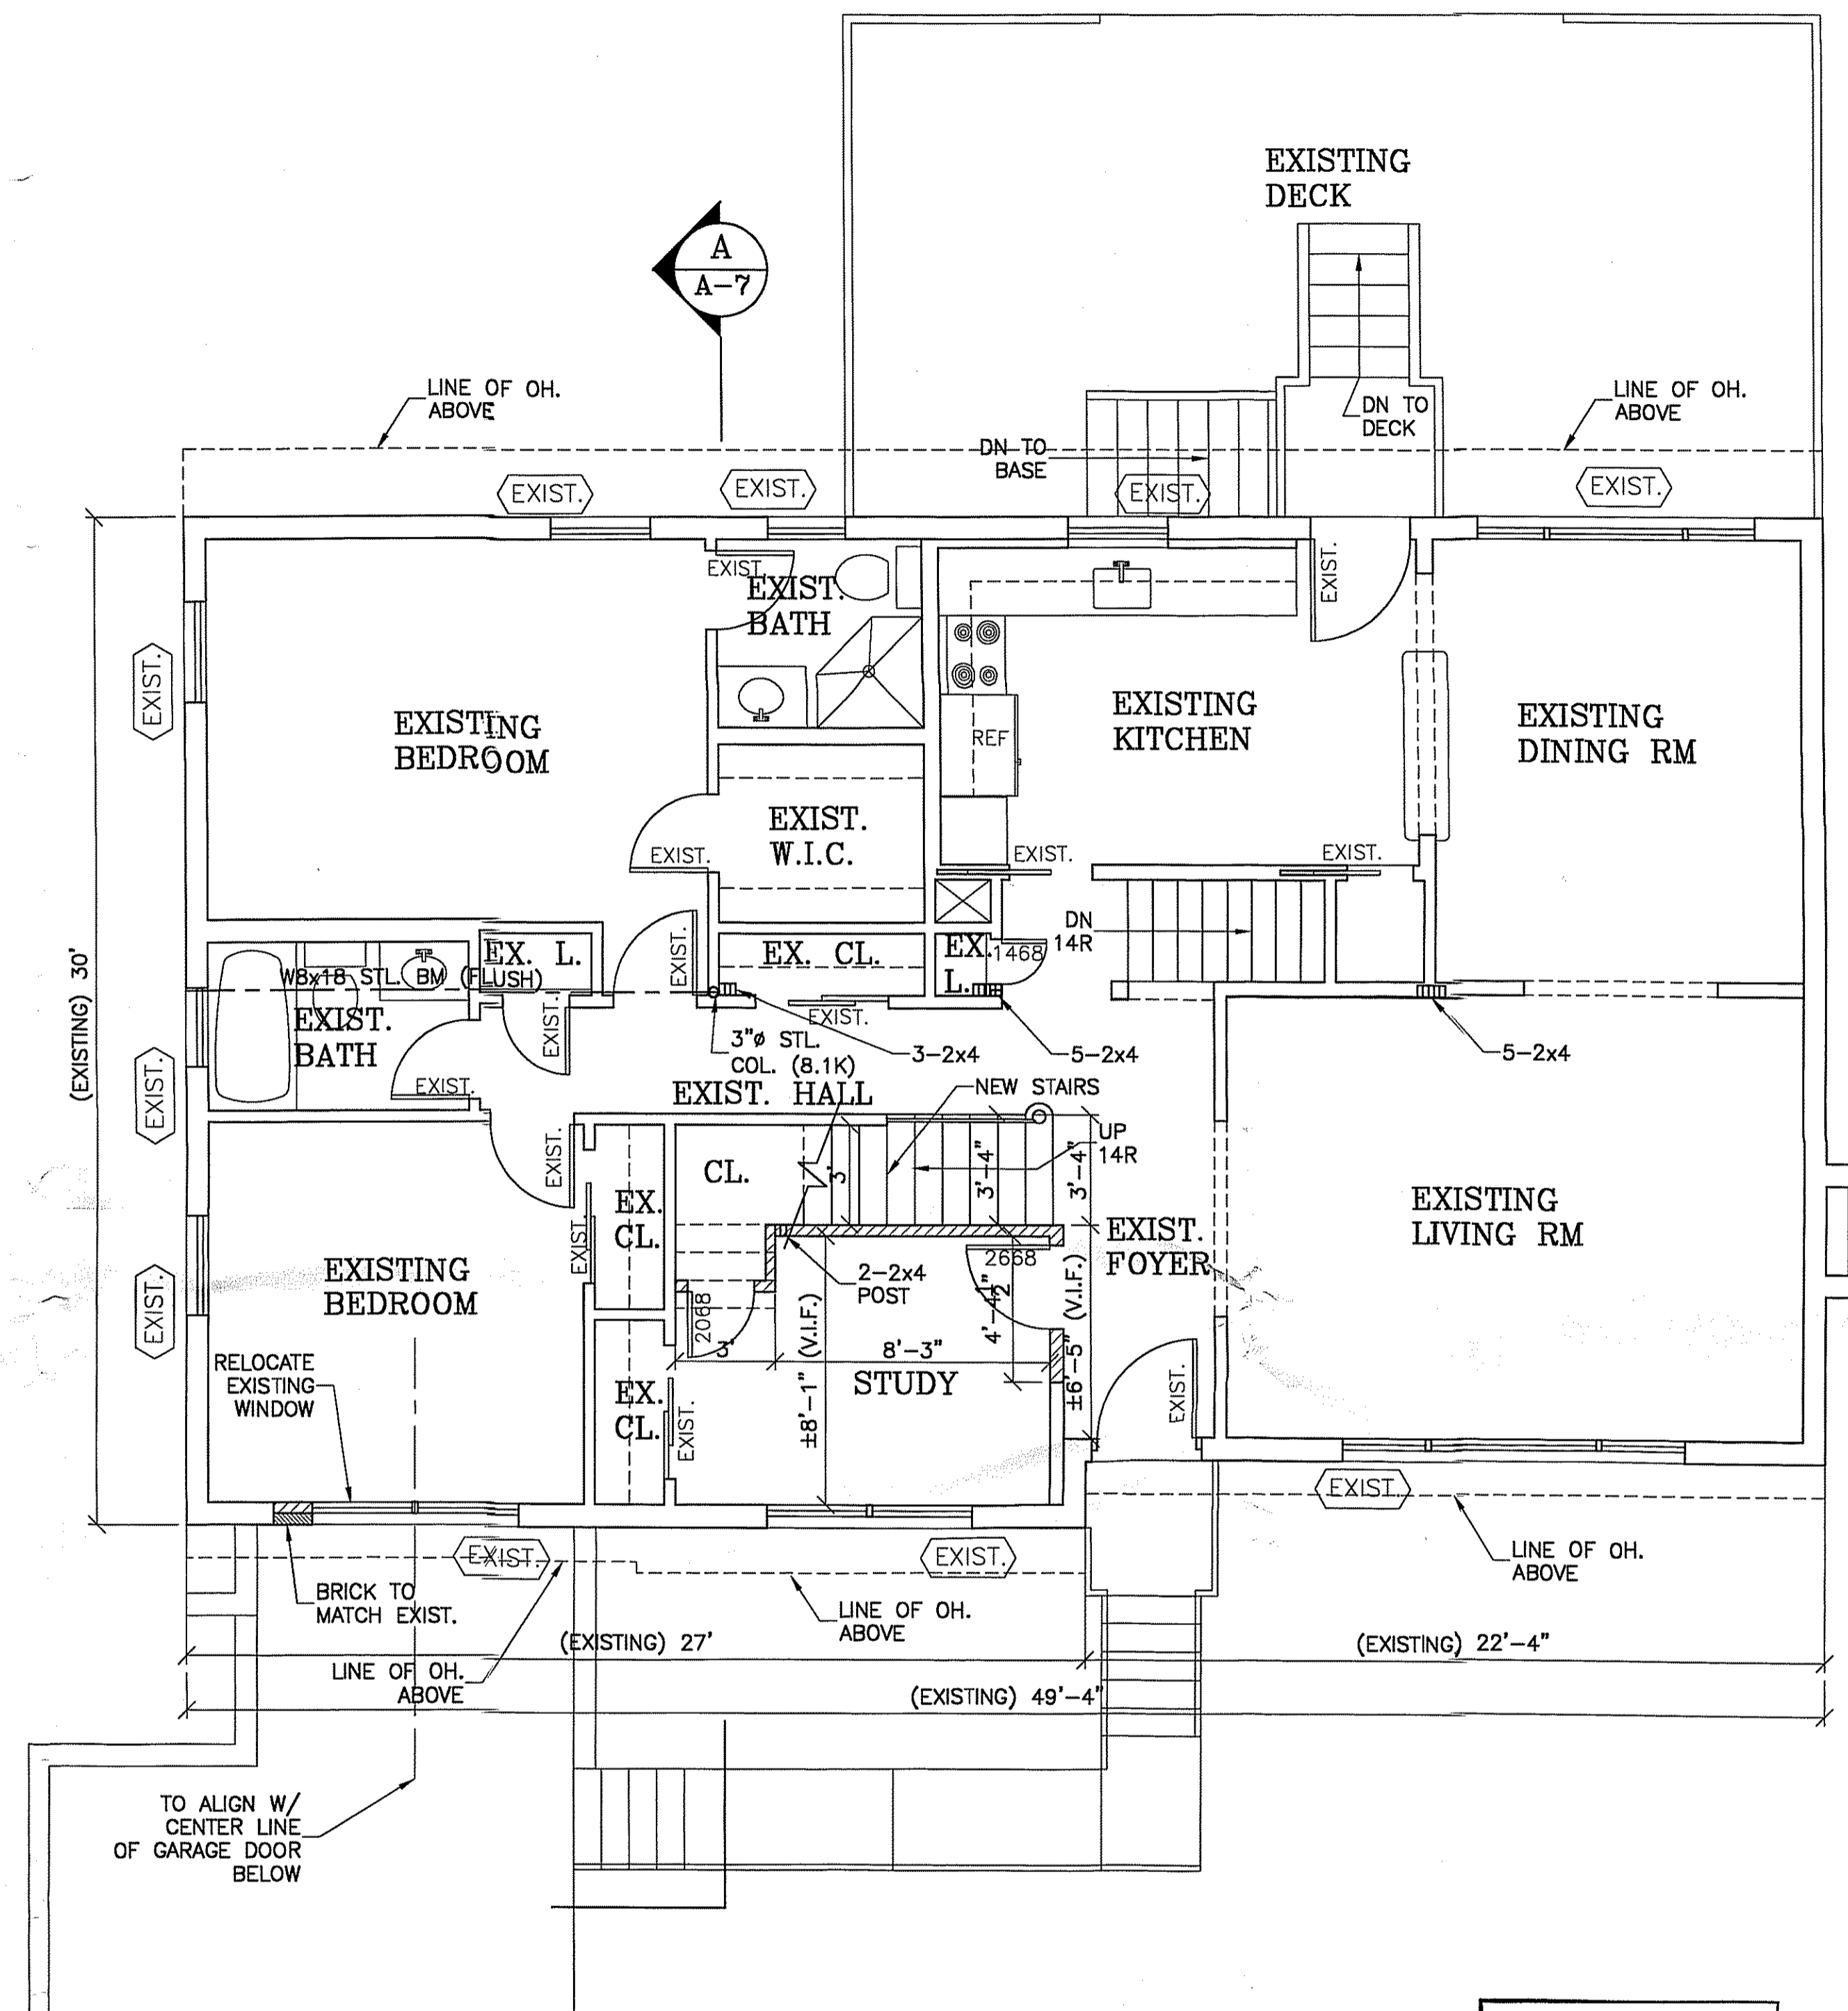 EXISTING
DECK
A
A-7
LINE OF OH.
ABOVE
DN TO
DECK
LINE OF OH.
ABOVE
DN TO
BASE
EXIST.
EXIST.
EXIST.
EXIST.
EXIST.
EXIST.
BATH
EXIST.
EXIST.
EXISTING
BEDROOM
EXISTING
KITCHEN
EXISTING
DINING RM
REF
EXIST.
W.I.C.
EXIST.
EXIST.
EXIST.
(EXISTING) 30'
EX. L.
EXIST.
EX. CL.
EX.
L.
1468
DN
14R
W8x18 STL. BM (FLUSH)
EXIST.
BATH
EXIST.
EXIST.
EXIST.
EXIST.
3"ø STL.
COL. (8.1K)
3-2x4
5-2x4
5-2x4
EXIST. HALL
NEW STAIRS
UP
14R
EXIST.
CL.
3'
3'-4"
3'-4"
EX.
CL.
EXIST.
EXIST.
FOYER
EXISTING
LIVING RM
EXISTING
BEDROOM
EXIST.
2-2x4
POST
2668
2068
3'
8'-3"
±8'-1" (V.I.F.)
4'-4½"
±6'-5" (V.I.F.)
STUDY
RELOCATE
EXISTING
WINDOW
EX.
CL.
EXIST.
EXIST.
EXIST.
EXIST.
EXIST.
LINE OF OH.
ABOVE
BRICK TO
MATCH EXIST.
LINE OF OH.
ABOVE
(EXISTING) 27'
(EXISTING) 22'-4"
LINE OF OH.
ABOVE
(EXISTING) 49'-4"
TO ALIGN W/
CENTER LINE
OF GARAGE DOOR
BELOW